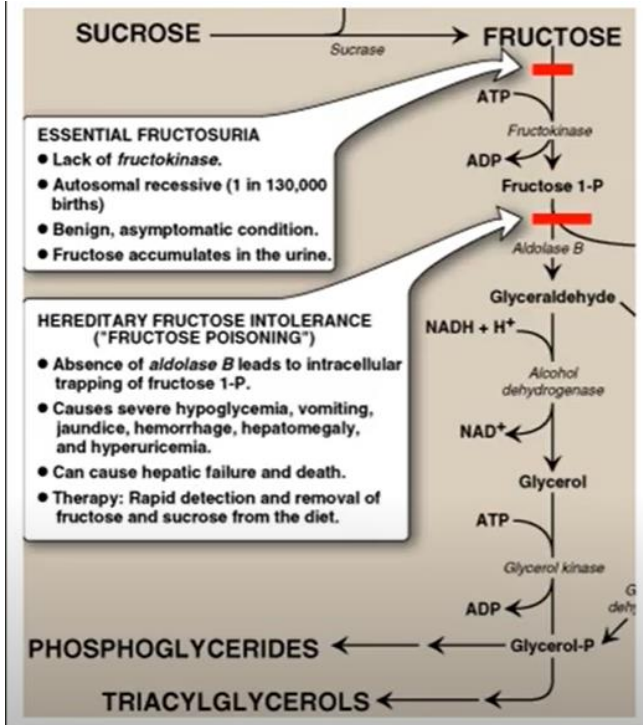 SUCROSE
Sucrase
FRUCTOSE
ATP
Fructokinase
ADP
Fructose 1-P
Aldolase B
Glyceraldehyde
NADH + H+
Alcohol
dehydrogenase
NAD+
Glycerol
ATP
Glycerol kinase
ADP
Glycerol-P
PHOSPHOGLYCERIDES
TRIACYLGLYCEROLS
ESSENTIAL FRUCTOSURIA
● Lack of fructokinase.
● Autosomal recessive (1 in 130,000
births)
● Benign, asymptomatic condition.
● Fructose accumulates in the urine.
HEREDITARY FRUCTOSE INTOLERANCE
("FRUCTOSE POISONING")
● Absence of aldolase B leads to intracellular
trapping of fructose 1-P.
● Causes severe hypoglycemia, vomiting,
jaundice, hemorrhage, hepatomegaly,
and hyperuricemia.
● Can cause hepatic failure and death.
● Therapy: Rapid detection and removal of
fructose and sucrose from the diet.